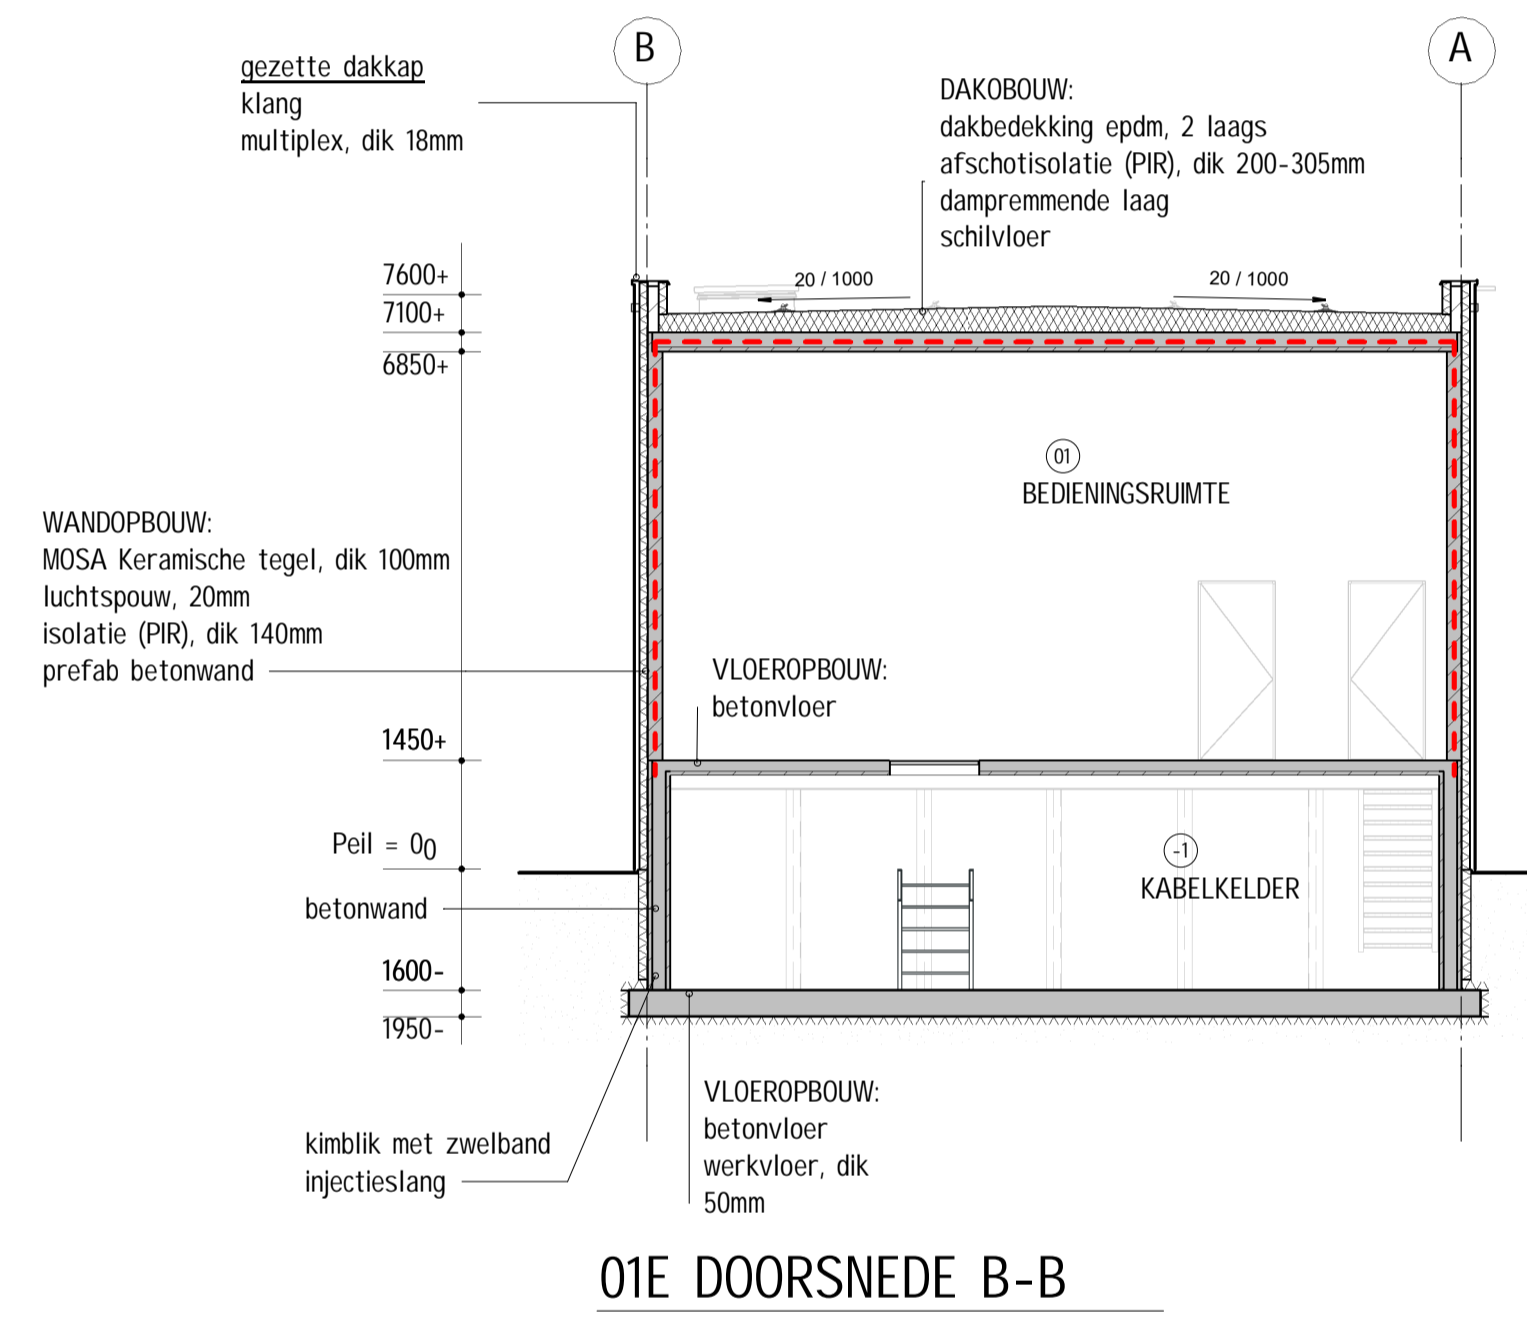 B
A
gezette dakkap
klang
multiplex, dik 18mm
DAKOBOUW:
dakbedekking epdm, 2 laags
afschotisolatie (PIR), dik 200-305mm
dampremmende laag
schilvloer
20 / 1000
20 / 1000
7600+
7100+
6850+
01
BEDIENINGSRUIMTE
WANDOPBOUW:
MOSA Keramische tegel, dik 100mm
luchtspouw, 20mm
isolatie (PIR), dik 140mm
prefab betonwand
VLOEROPBOUW:
betonvloer
1450+
Peil = 00
-1
KABELKELDER
betonwand
1600-
1950-
VLOEROPBOUW:
betonvloer
werkvloer, dik
50mm
kimblik met zwelband
injectieslang
01E DOORSNEDE B-B